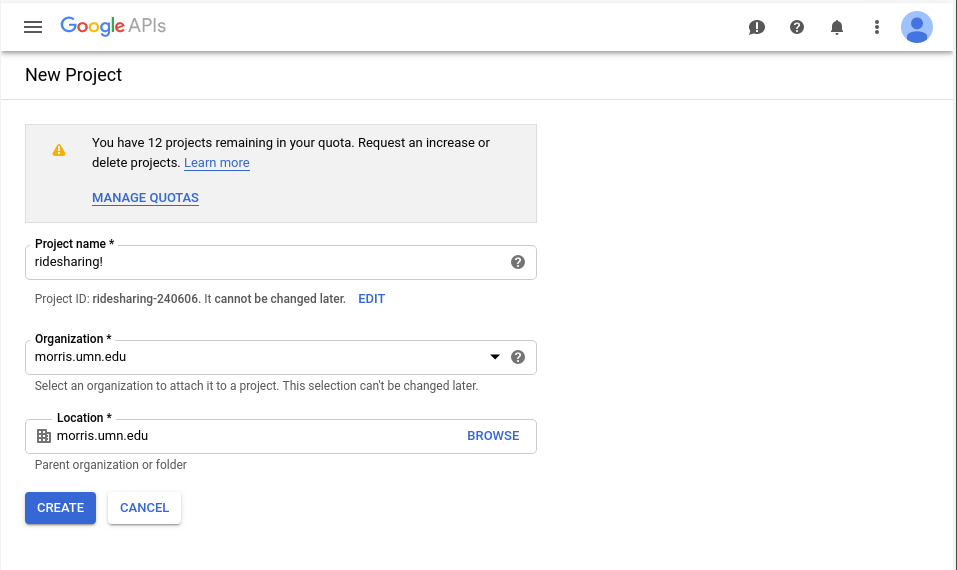 Google APIs
New Project
You have 12 projects remaining in your quota. Request an increase or
delete projects. Learn more
MANAGE QUOTAS
Project name *
ridesharing!
Project ID: ridesharing-240606. It cannot be changed later. EDIT
Organization *
morris.umn.edu
Select an organization to attach it to a project. This selection can't be changed later.
Location *
morris.umn.edu BROWSE
Parent organization or folder
CREATE CANCEL